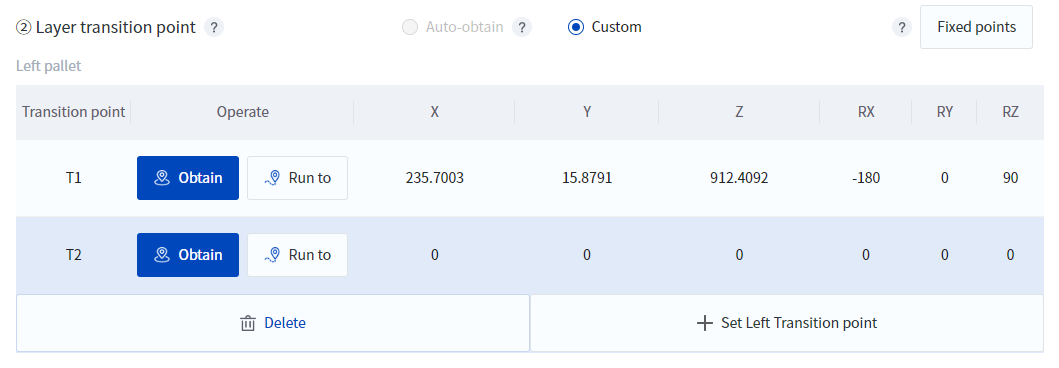 ② Layer transition point ? Auto-obtain ? Custom ? Fixed points
Left pallet
Transition point Operate X Y Z RX RY RZ
T1 Obtain Run to 235.7003 15.8791 912.4092 -180 0 90
T2 Obtain Run to 0 0 0 0 0 0
Delete + Set Left Transition point